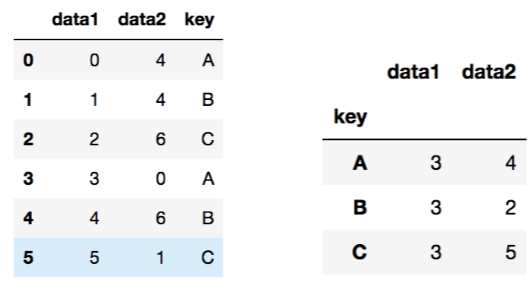 data1 data2 key
0 0 4 A
1 1 4 B
2 2 6 C
3 3 0 A
4 4 6 B
5 5 1 C
data1 data2
key
A 3 4
B 3 2
C 3 5